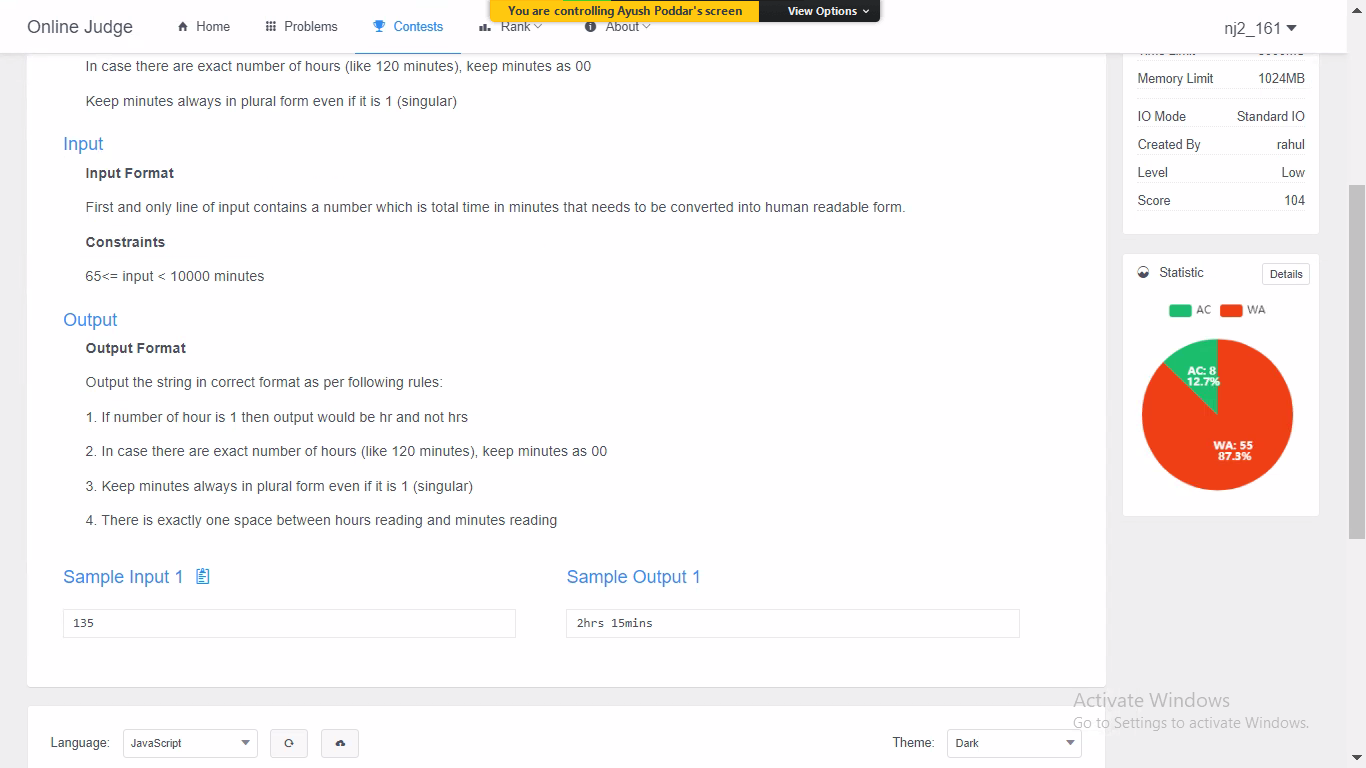 You are controlling Ayush Poddar's screen
View Options
Online Judge
Home
Problems
Contests
Rank
About
nj2_161
In case there are exact number of hours (like 120 minutes), keep minutes as 00
Keep minutes always in plural form even if it is 1 (singular)
Input
Input Format
First and only line of input contains a number which is total time in minutes that needs to be converted into human readable form.
Constraints
65<= input < 10000 minutes
Output
Output Format
Output the string in correct format as per following rules:
1. If number of hour is 1 then output would be hr and not hrs
2. In case there are exact number of hours (like 120 minutes), keep minutes as 00
3. Keep minutes always in plural form even if it is 1 (singular)
4. There is exactly one space between hours reading and minutes reading
Sample Input 1
Sample Output 1
135
2hrs 15mins
Language:
JavaScript
Theme:
Dark
Memory Limit 1024MB
IO Mode Standard IO
Created By rahul
Level Low
Score 104
Statistic
Details
AC WA
AC: 8
12.7%
WA: 55
87.3%
Activate Windows
Go to Settings to activate Windows.